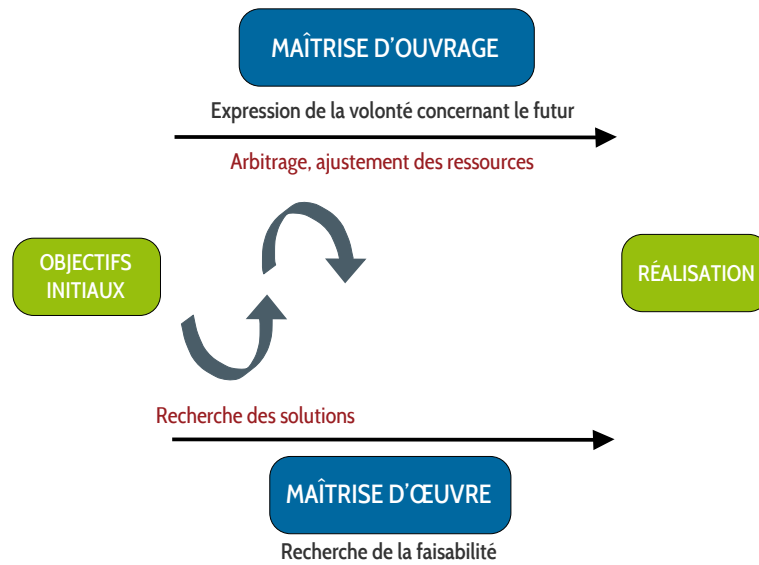 MAÎTRISE D'OUVRAGE
Expression de la volonté concernant le futur
Arbitrage, ajustement des ressources
OBJECTIFS
INITIAUX
RÉALISATION
Recherche des solutions
MAÎTRISE D'ŒUVRE
Recherche de la faisabilité